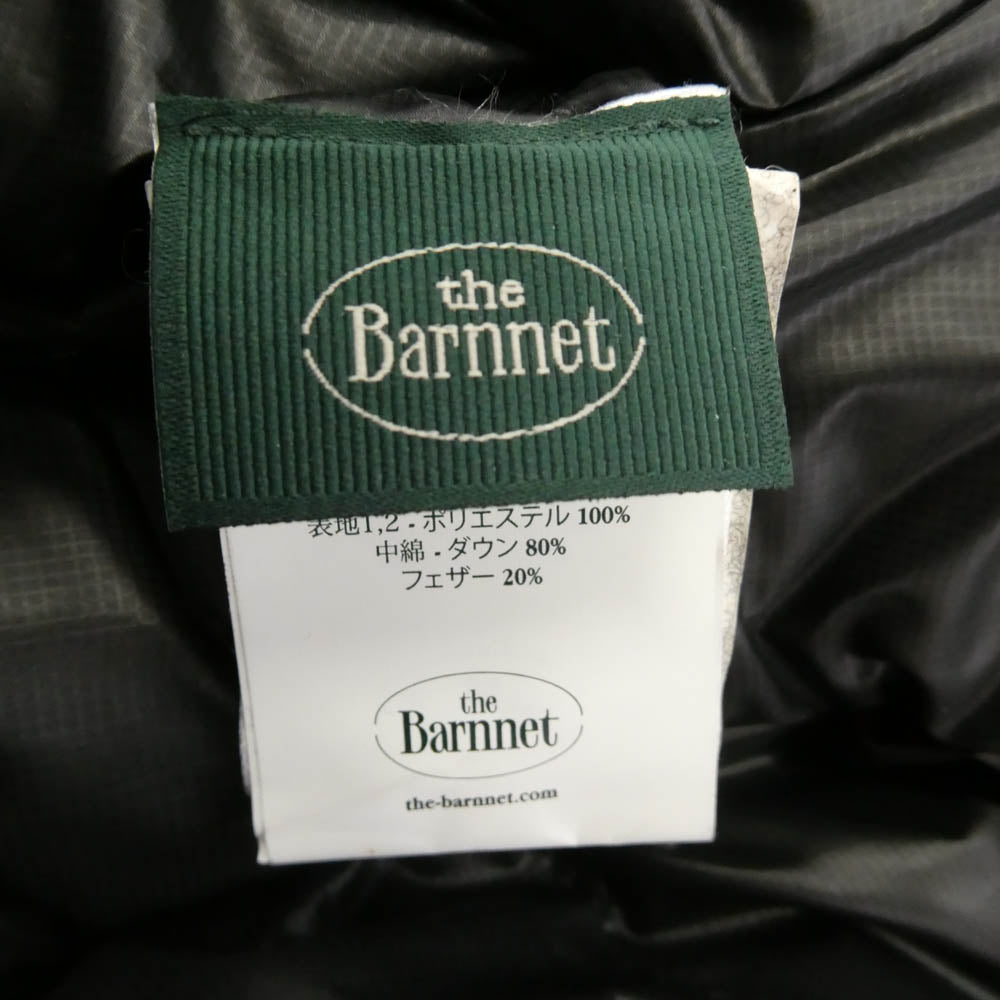 the
Barnnet
表地1,2 - ポリエステル 100%
中綿 - ダウン 80%
フェザー 20%
the
Barnnet
the-barnnet.com